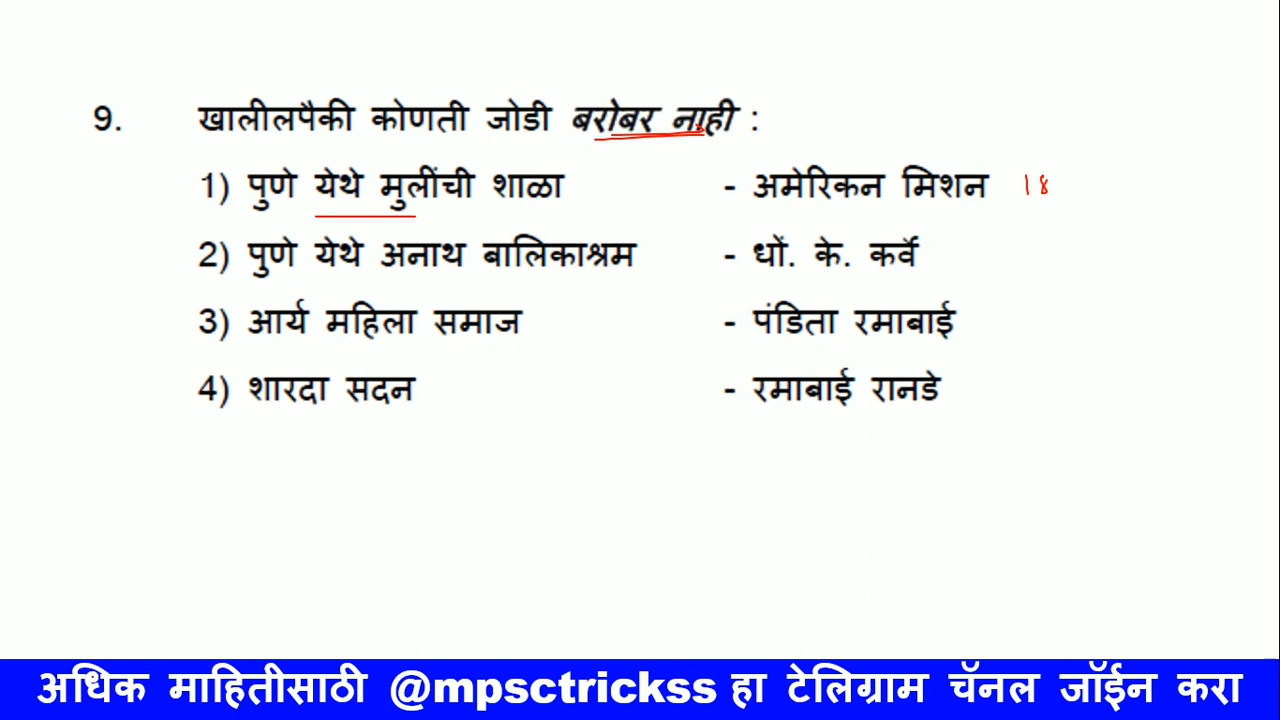 9. खालीलपैकी कोणती जोडी बरोबर नाही :
1) पुणे येथे मुलींची शाळा - अमेरिकन मिशन 18
2) पुणे येथे अनाथ बालिकाश्रम - धों. के. कर्वे
3) आर्य महिला समाज - पंडिता रमाबाई
4) शारदा सदन - रमाबाई रानडे
अधिक माहितीसाठी @mpsctrickss हा टेलिग्राम चॅनल जॉईन करा